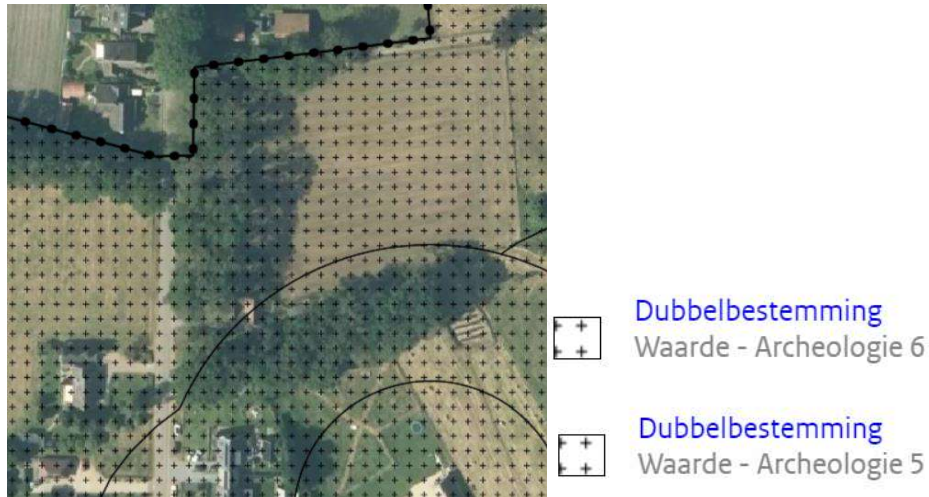 Dubbelbestemming
Waarde - Archeologie 6
Dubbelbestemming
Waarde - Archeologie 5